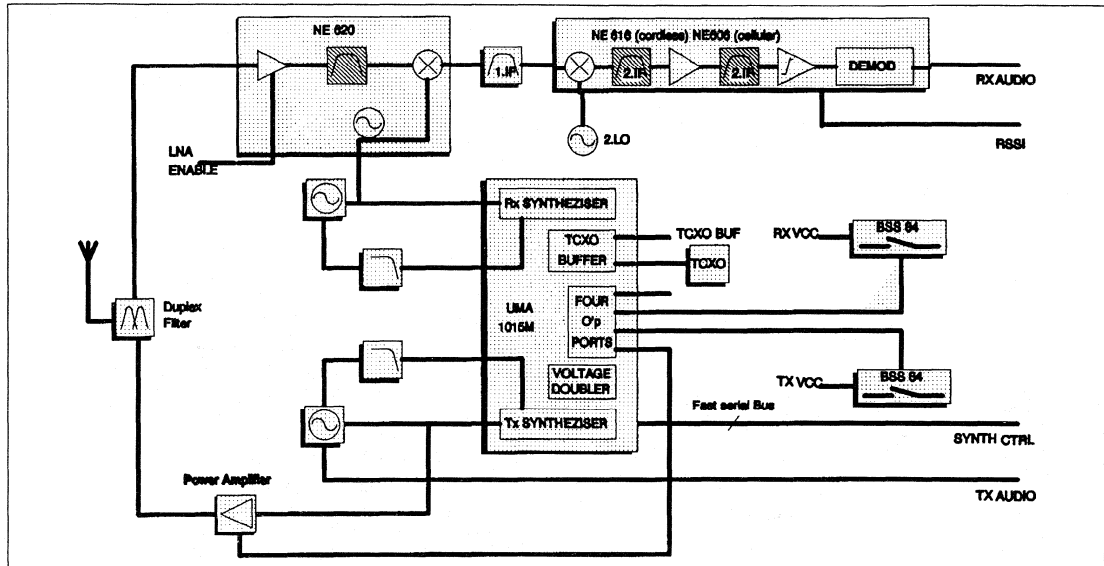 NE 620
NE 616 (cordless) NE606 (cellular)
1.IF
2.IF
2.IF
DEMOD
RX AUDIO
2.LO
RSSI
LNA
ENABLE
Rx SYNTHEZISER
TCXO
BUFFER
TCXO BUF
TCXO
RX VCC
BSS 84
Duplex
Filter
UMA
1015M
FOUR
O'p
PORTS
VOLTAGE
DOUBLER
TX VCC
BSS 84
Tx SYNTHEZISER
Fast serial Bus
SYNTH CTRL
Power Amplifier
TX AUDIO